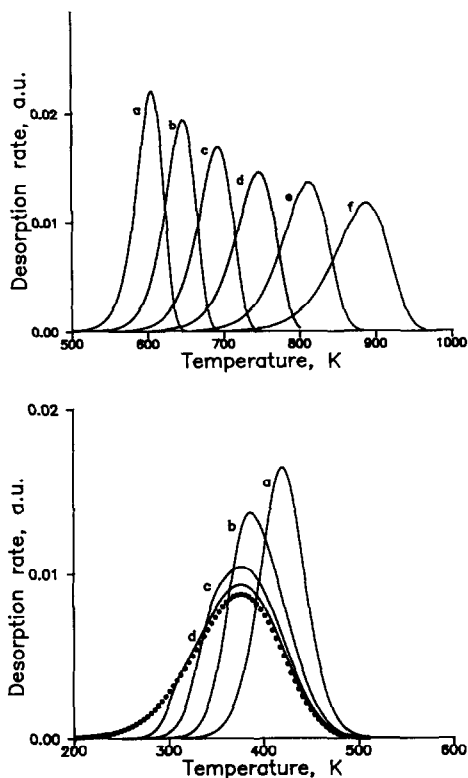 Desorption rate, a.u.
0.02
0.01
0.00
a
b
c
d
e
f
500 600 700 800 900 1000
Temperature, K
Desorption rate, a.u.
0.02
0.01
0.00
a
b
c
d
200 300 400 500 600
Temperature, K